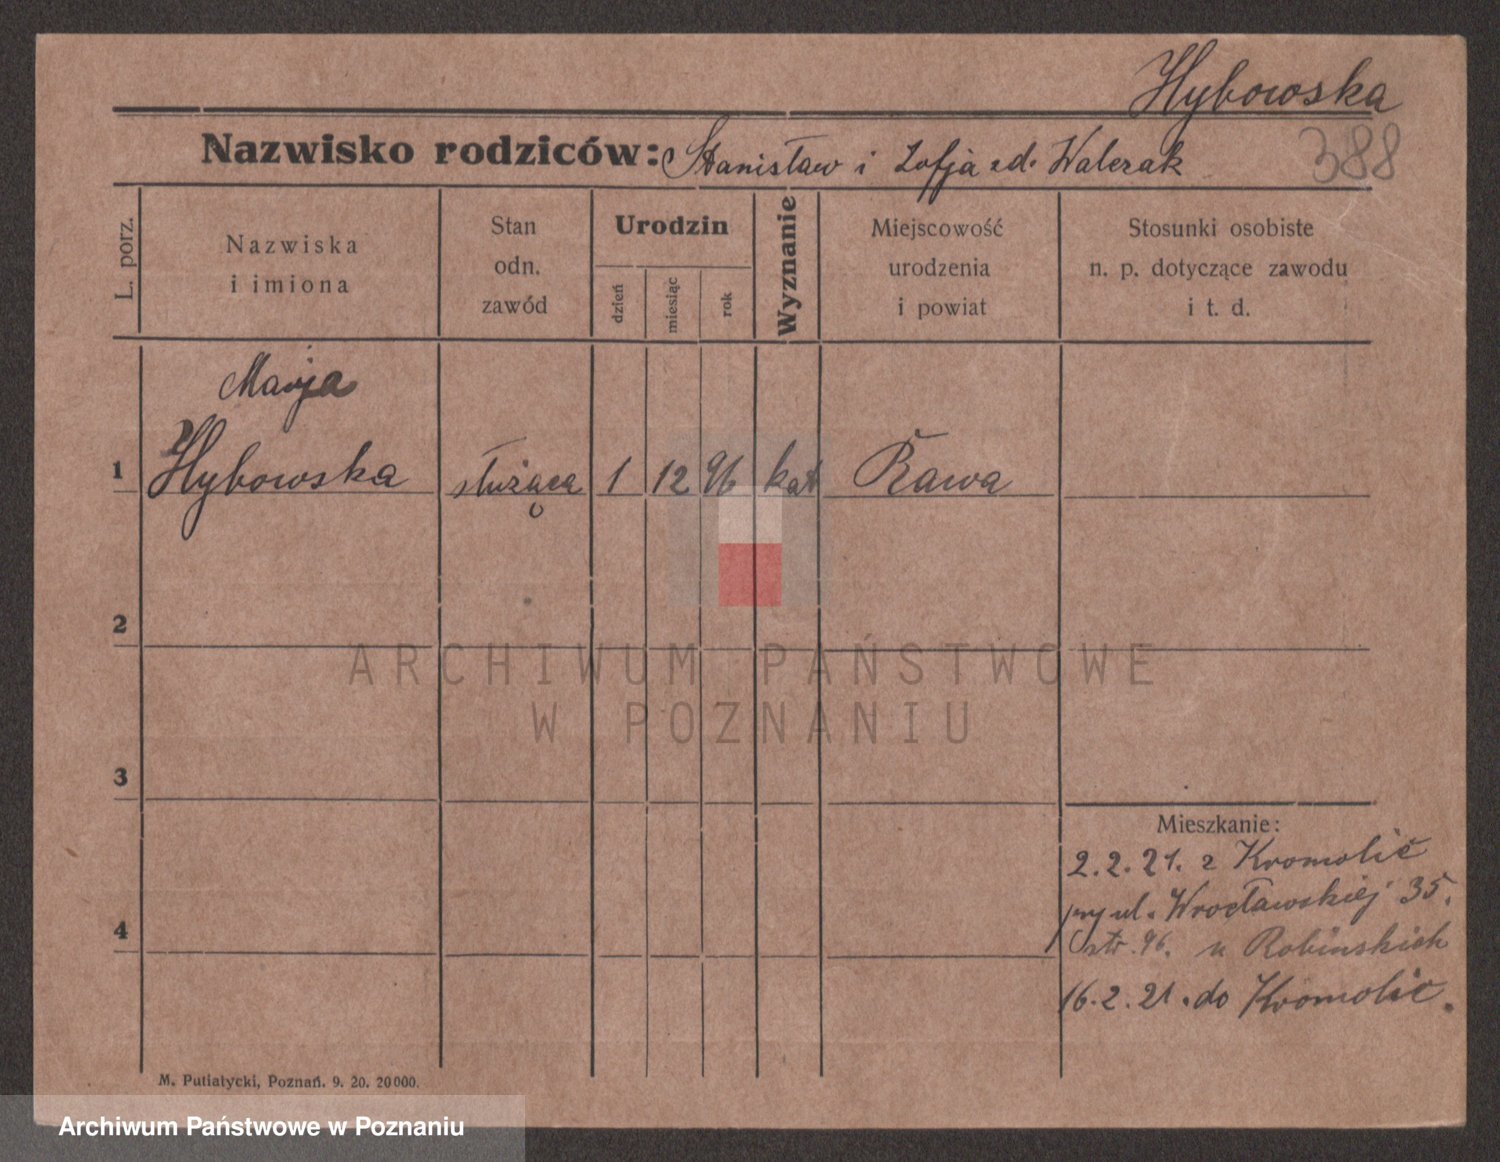 Hybowska
Nazwisko rodziców: Stanisław i Zofja zd. Walczak 388
L. porz.
Nazwiska
i imiona
Stan
odn.
zawód
Urodzin
dzień
miesiąc
rok
Wyznanie
Miejscowość
urodzenia
i powiat
Stosunki osobiste
n. p. dotyczące zawodu
i t. d.
Marja
1 Hybowska służąca 1 12 96 kat Rawa
2
3
4
Mieszkanie:
2.2.21. z Kromolic
przy ul. Wrocławskiej 35.
str. 96. u Robińskich
16.2.21. do Kromolic.
M. Putiatycki, Poznań. 9. 20. 20000.
ARCHIWUM PAŃSTWOWE
W POZNANIU
Archiwum Państwowe w Poznaniu